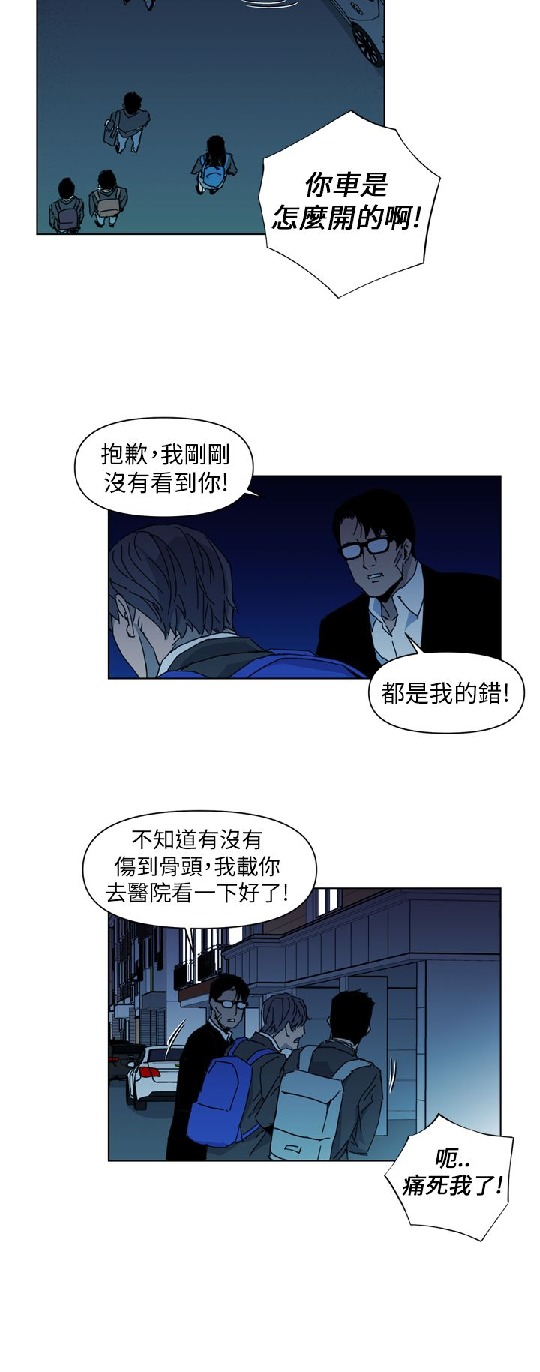 你車是
怎麼開的啊!
抱歉,我剛剛
沒有看到你!
都是我的錯!
不知道有沒有
傷到骨頭,我載你
去醫院看一下好了!
呃..
痛死我了!